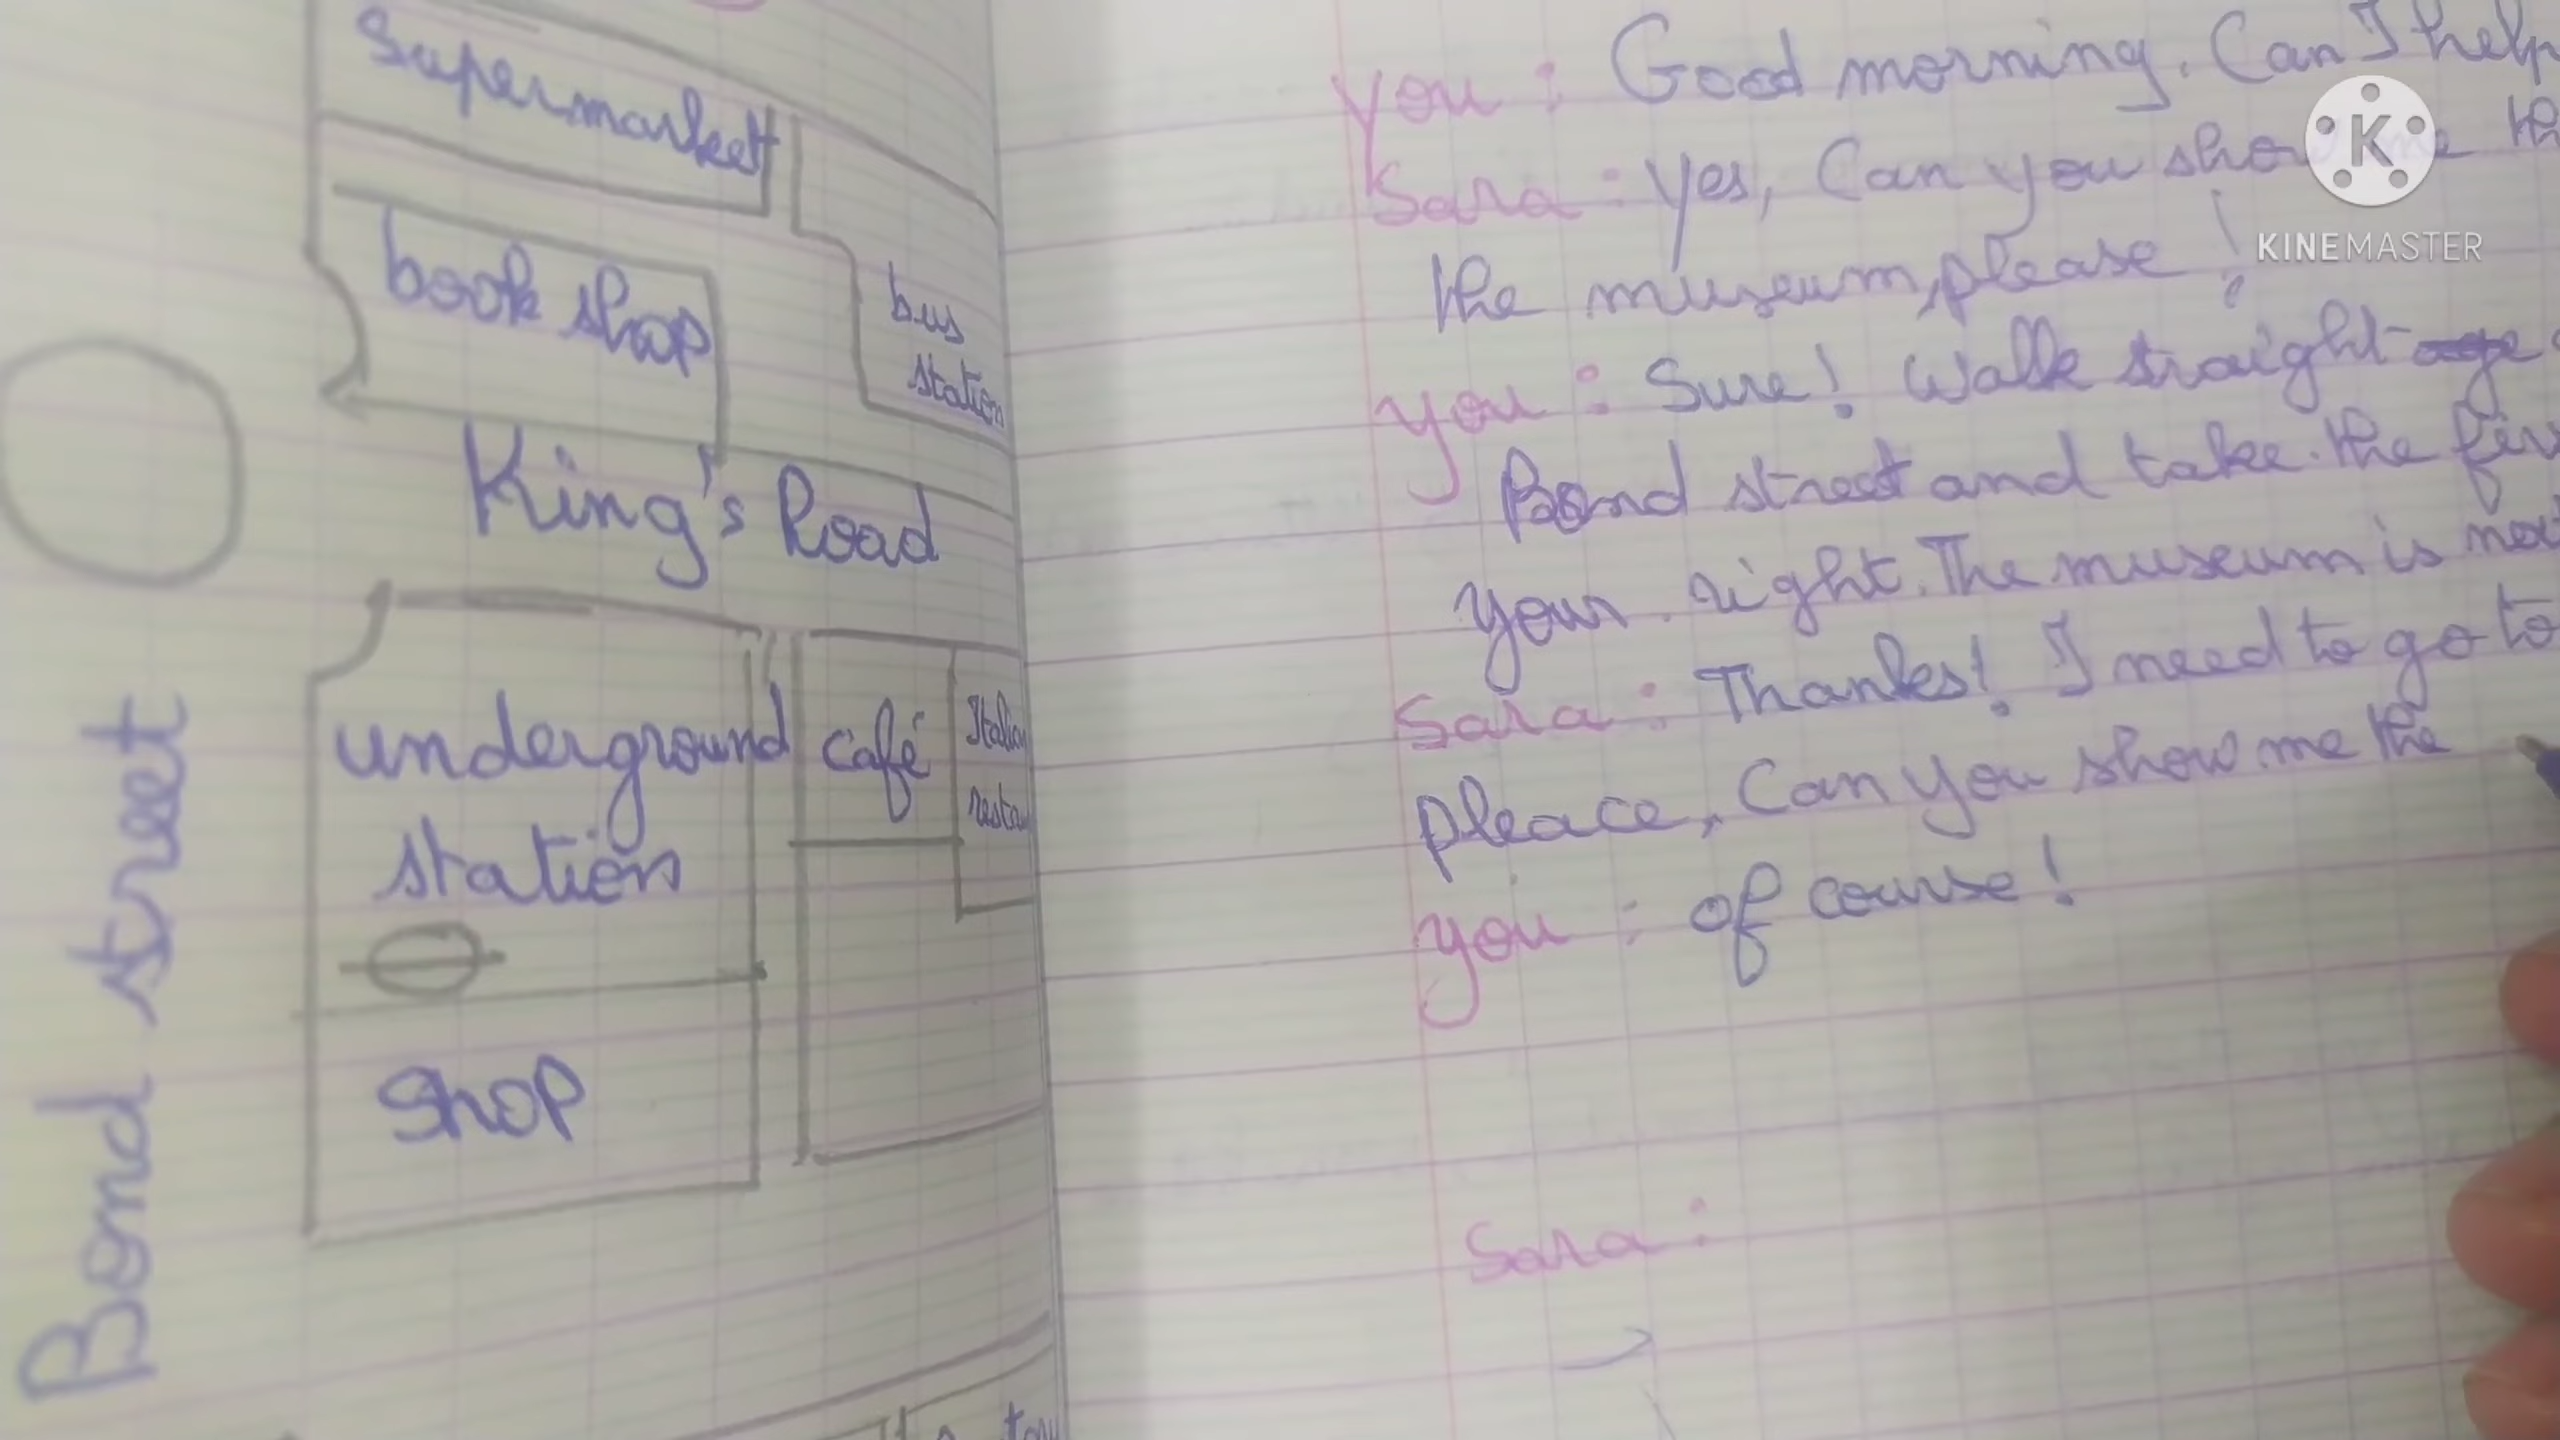 Supermarket
book shop
bus
station
King's Road
underground
station
café
shop
Bond street
you : Good morning. Can I help
Sara : Yes, Can you show me th
the museum, please !
you : Sure! Walk straight
Bond street and take the
your right. The museum is
Sara : Thanks! I need to go to
pleace, Can you show me the
you : of course!
Sara :
KINEMASTER